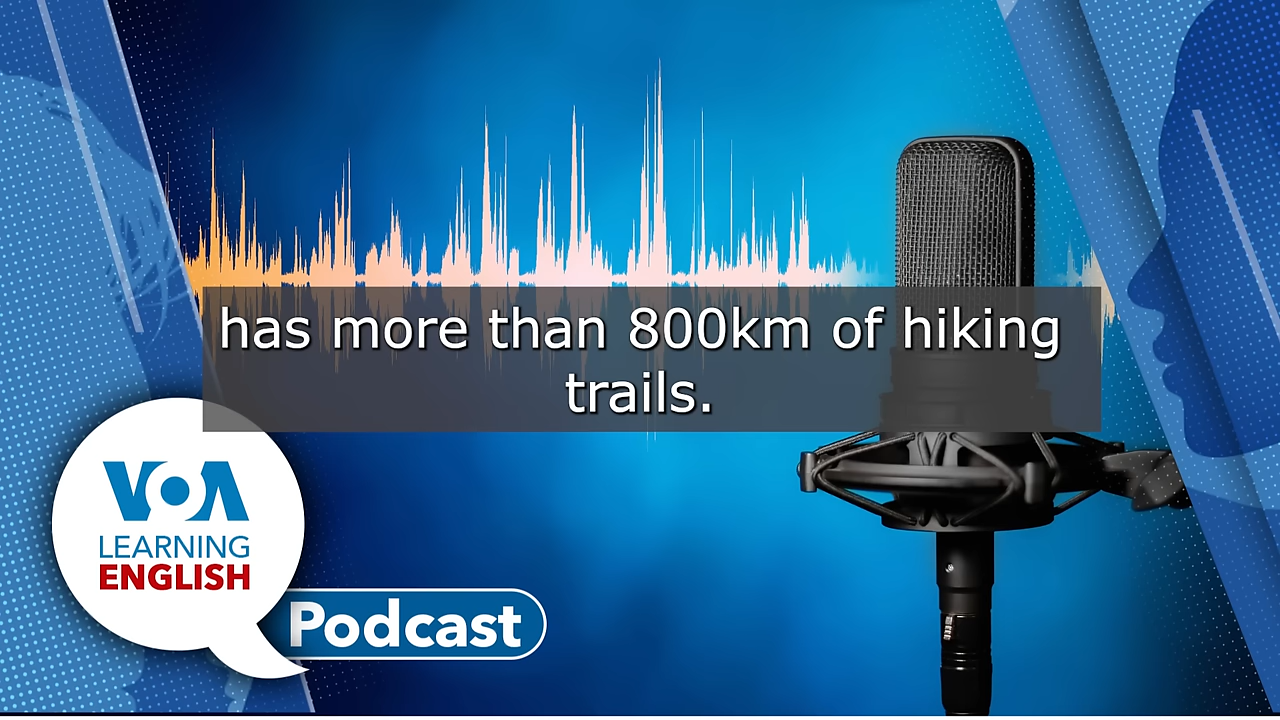 has more than 800km of hiking
trails.
VOA
LEARNING
ENGLISH
Podcast